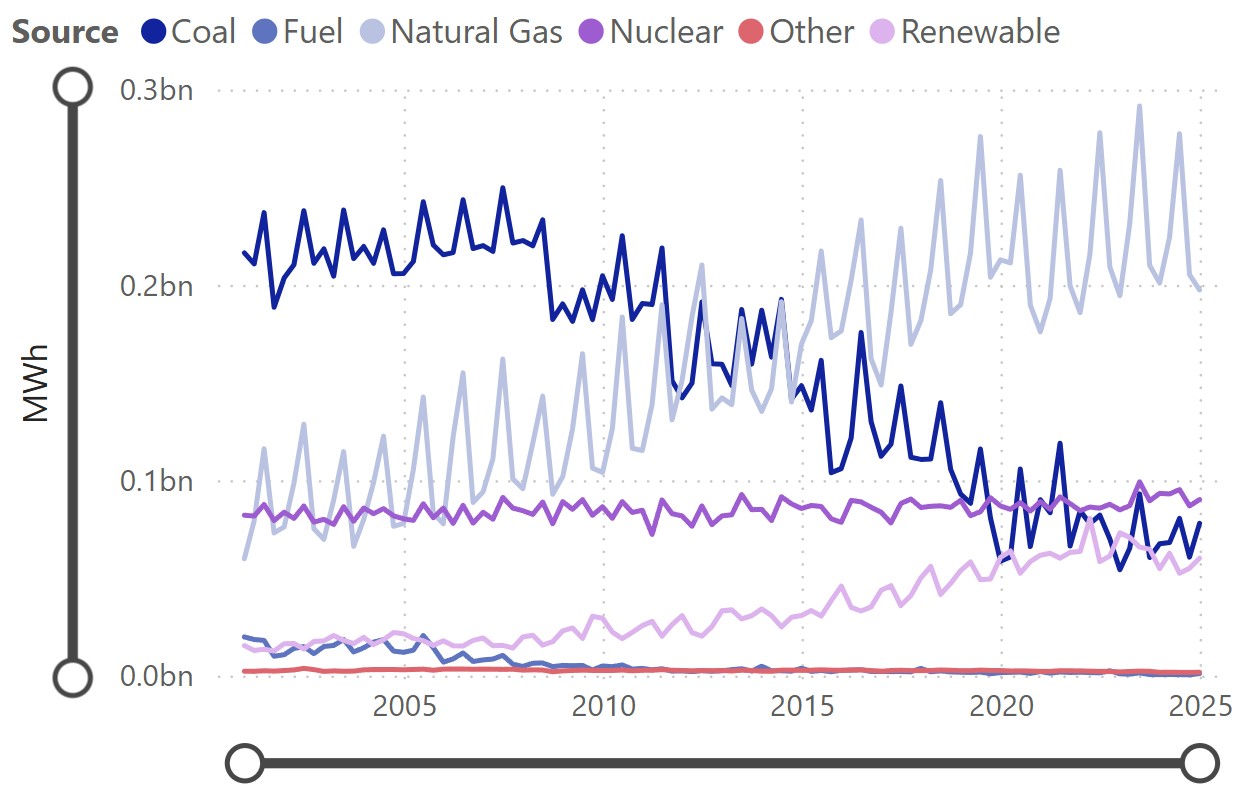 Source Coal Fuel Natural Gas Nuclear Other Renewable
0.3bn
0.2bn
0.1bn
0.0bn
MWh
2005 2010 2015 2020 2025